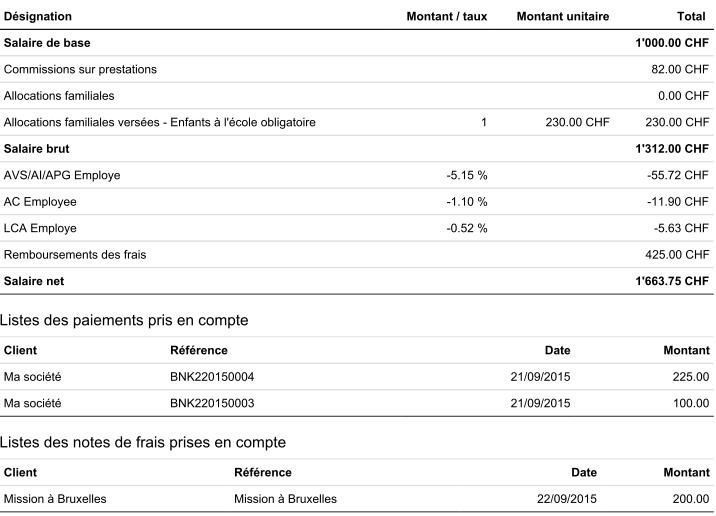 Désignation Montant / taux Montant unitaire Total
Salaire de base 1'000.00 CHF
Commissions sur prestations 82.00 CHF
Allocations familiales 0.00 CHF
Allocations familiales versées - Enfants à l'école obligatoire 1 230.00 CHF 230.00 CHF
Salaire brut 1'312.00 CHF
AVS/AI/APG Employe -5.15 % -55.72 CHF
AC Employee -1.10 % -11.90 CHF
LCA Employe -0.52 % -5.63 CHF
Remboursements des frais 425.00 CHF
Salaire net 1'663.75 CHF
Listes des paiements pris en compte
Client Référence Date Montant
Ma société BNK220150004 21/09/2015 225.00
Ma société BNK220150003 21/09/2015 100.00
Listes des notes de frais prises en compte
Client Référence Date Montant
Mission à Bruxelles Mission à Bruxelles 22/09/2015 200.00